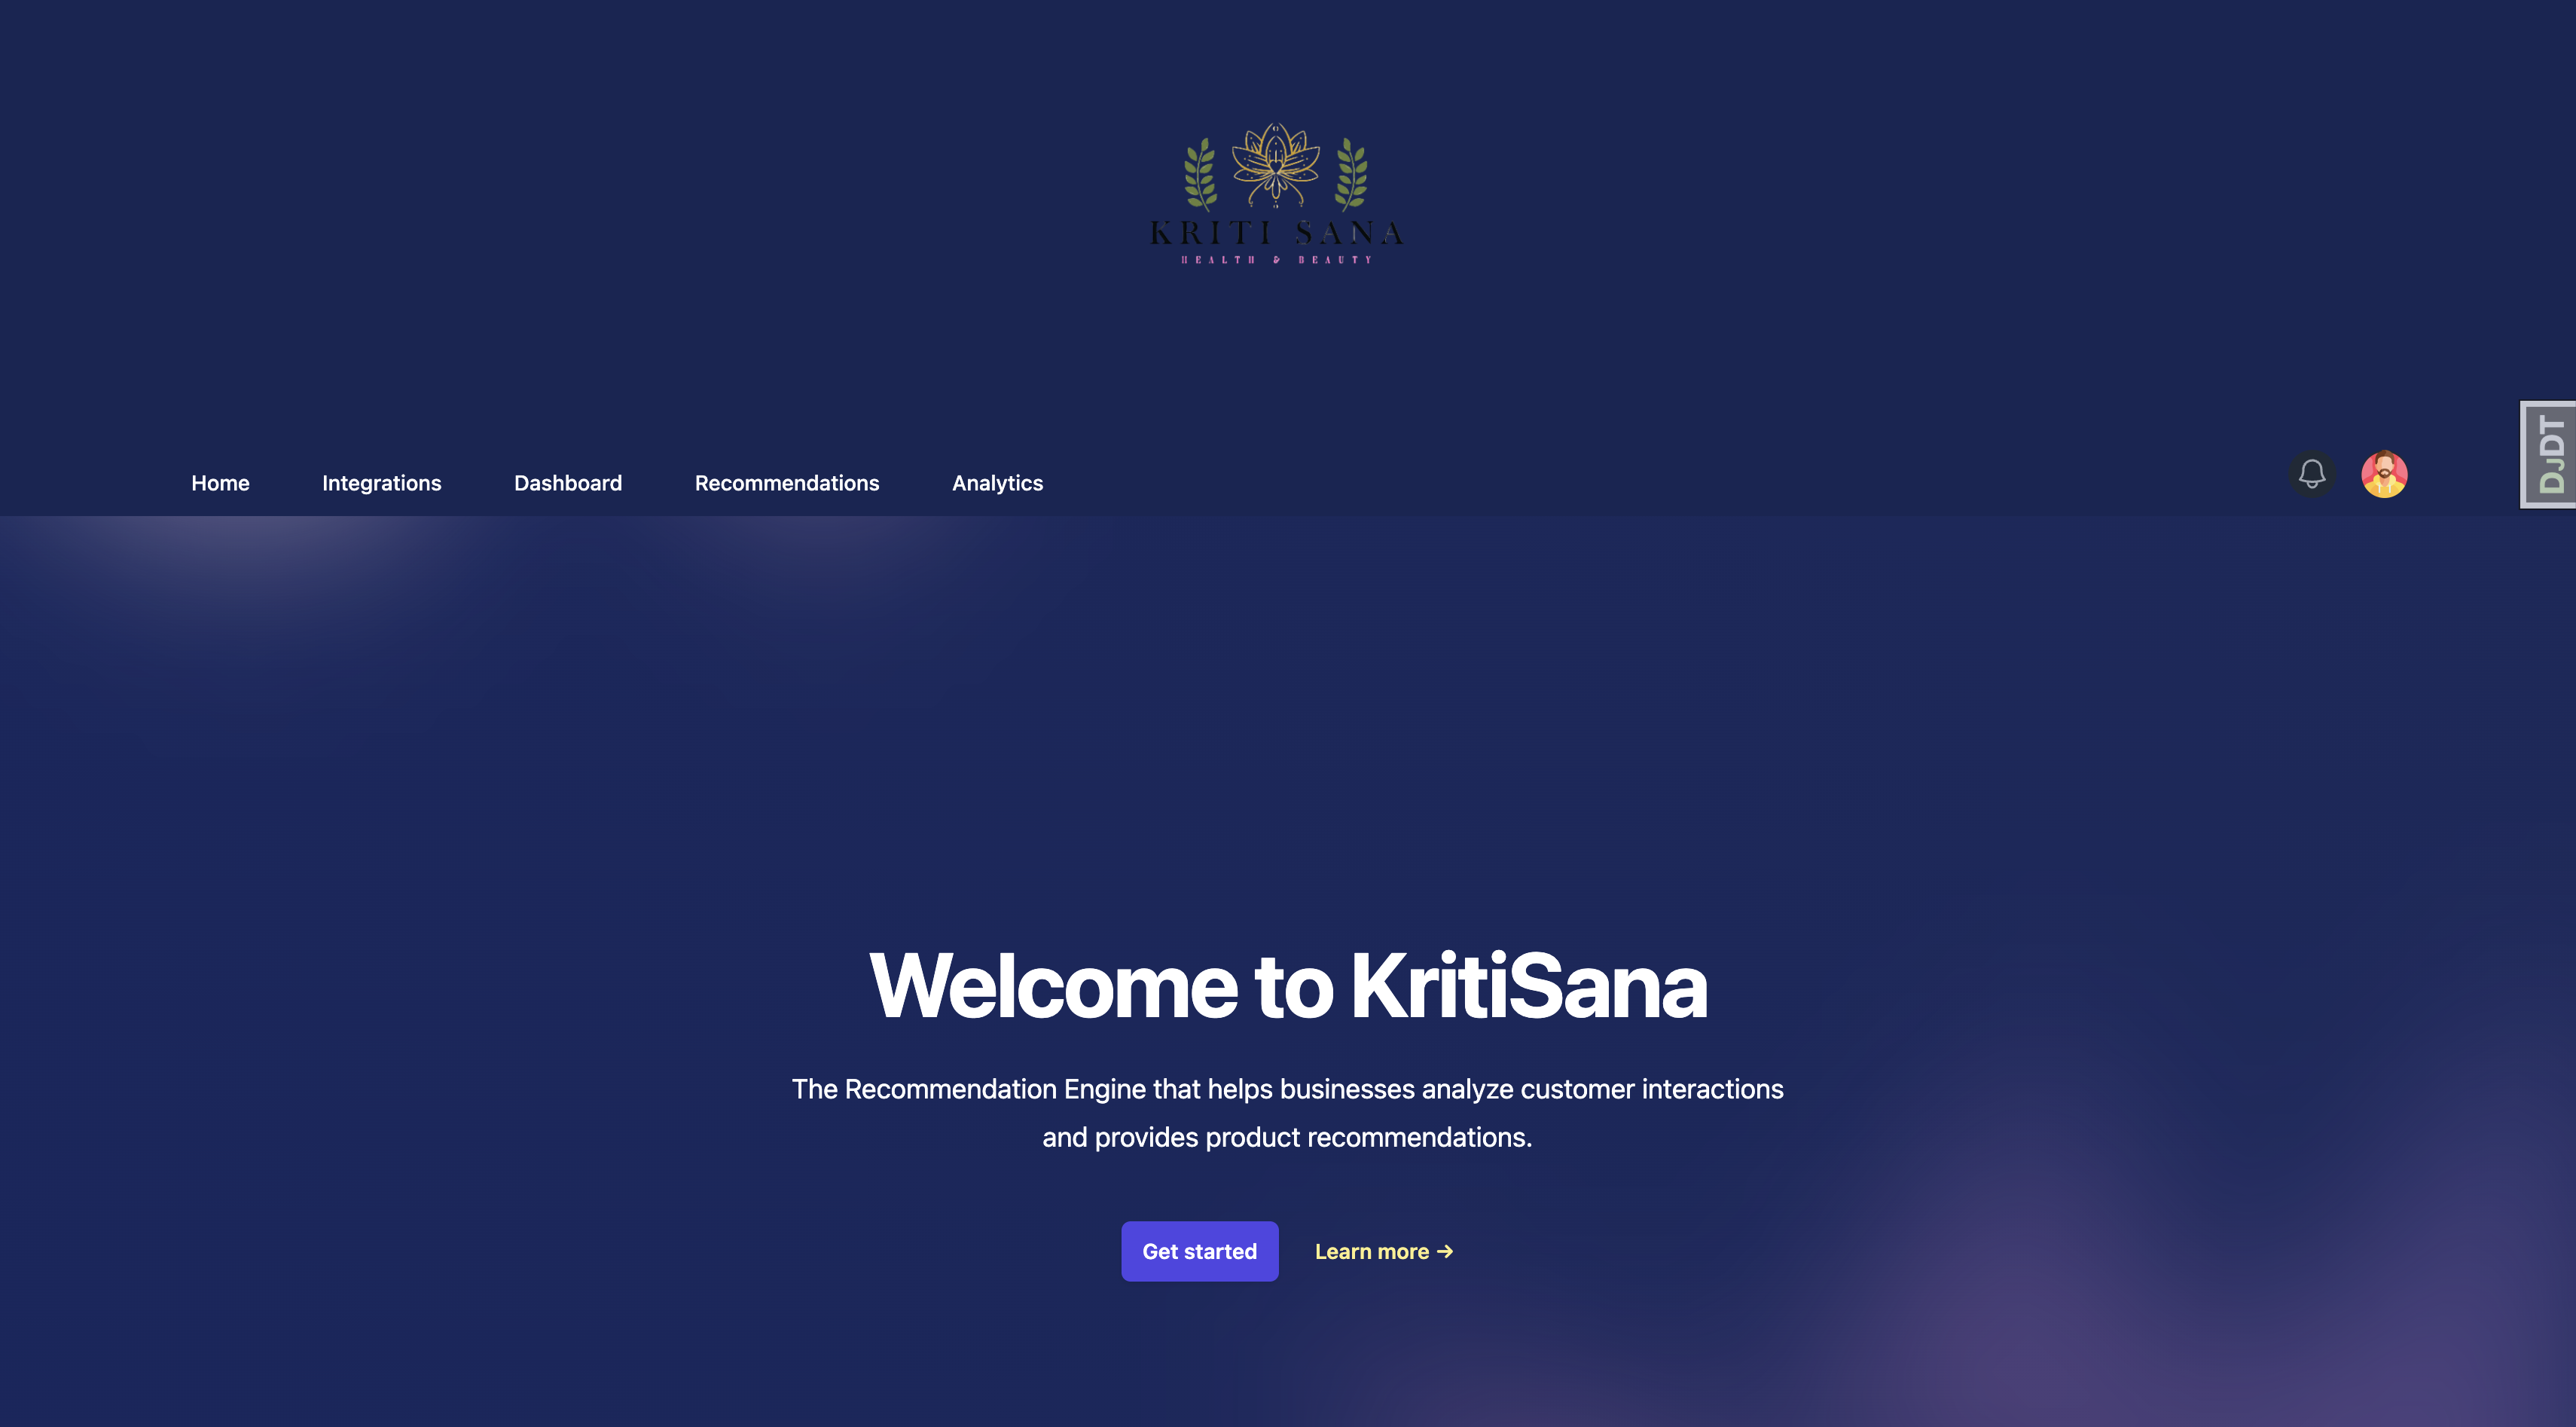 KRITI SANA
HEALTH & BEAUTY
Home Integrations Dashboard Recommendations Analytics
DJDT
Welcome to KritiSana
The Recommendation Engine that helps businesses analyze customer interactions
and provides product recommendations.
Get started Learn more →